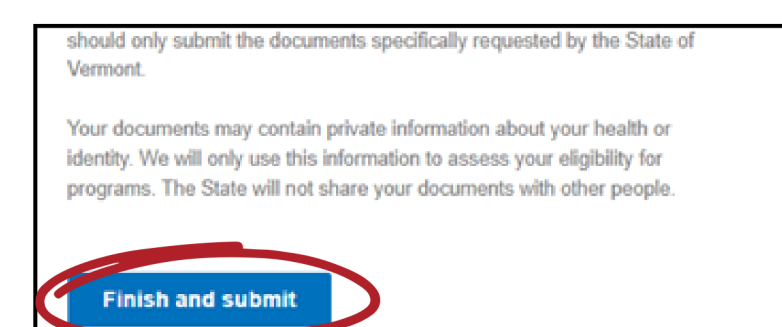 should only submit the documents specifically requested by the State of
Vermont.
Your documents may contain private information about your health or
identity. We will only use this information to assess your eligibility for
programs. The State will not share your documents with other people.
Finish and submit